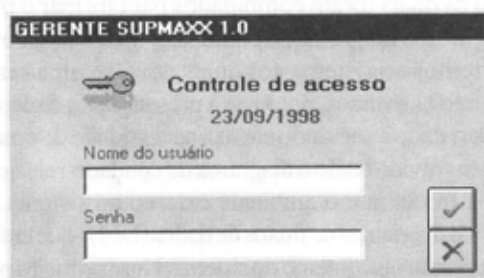 GERENTE SUPMAXX 1.0
Controle de acesso
23/09/1998
Nome do usuário
Senha